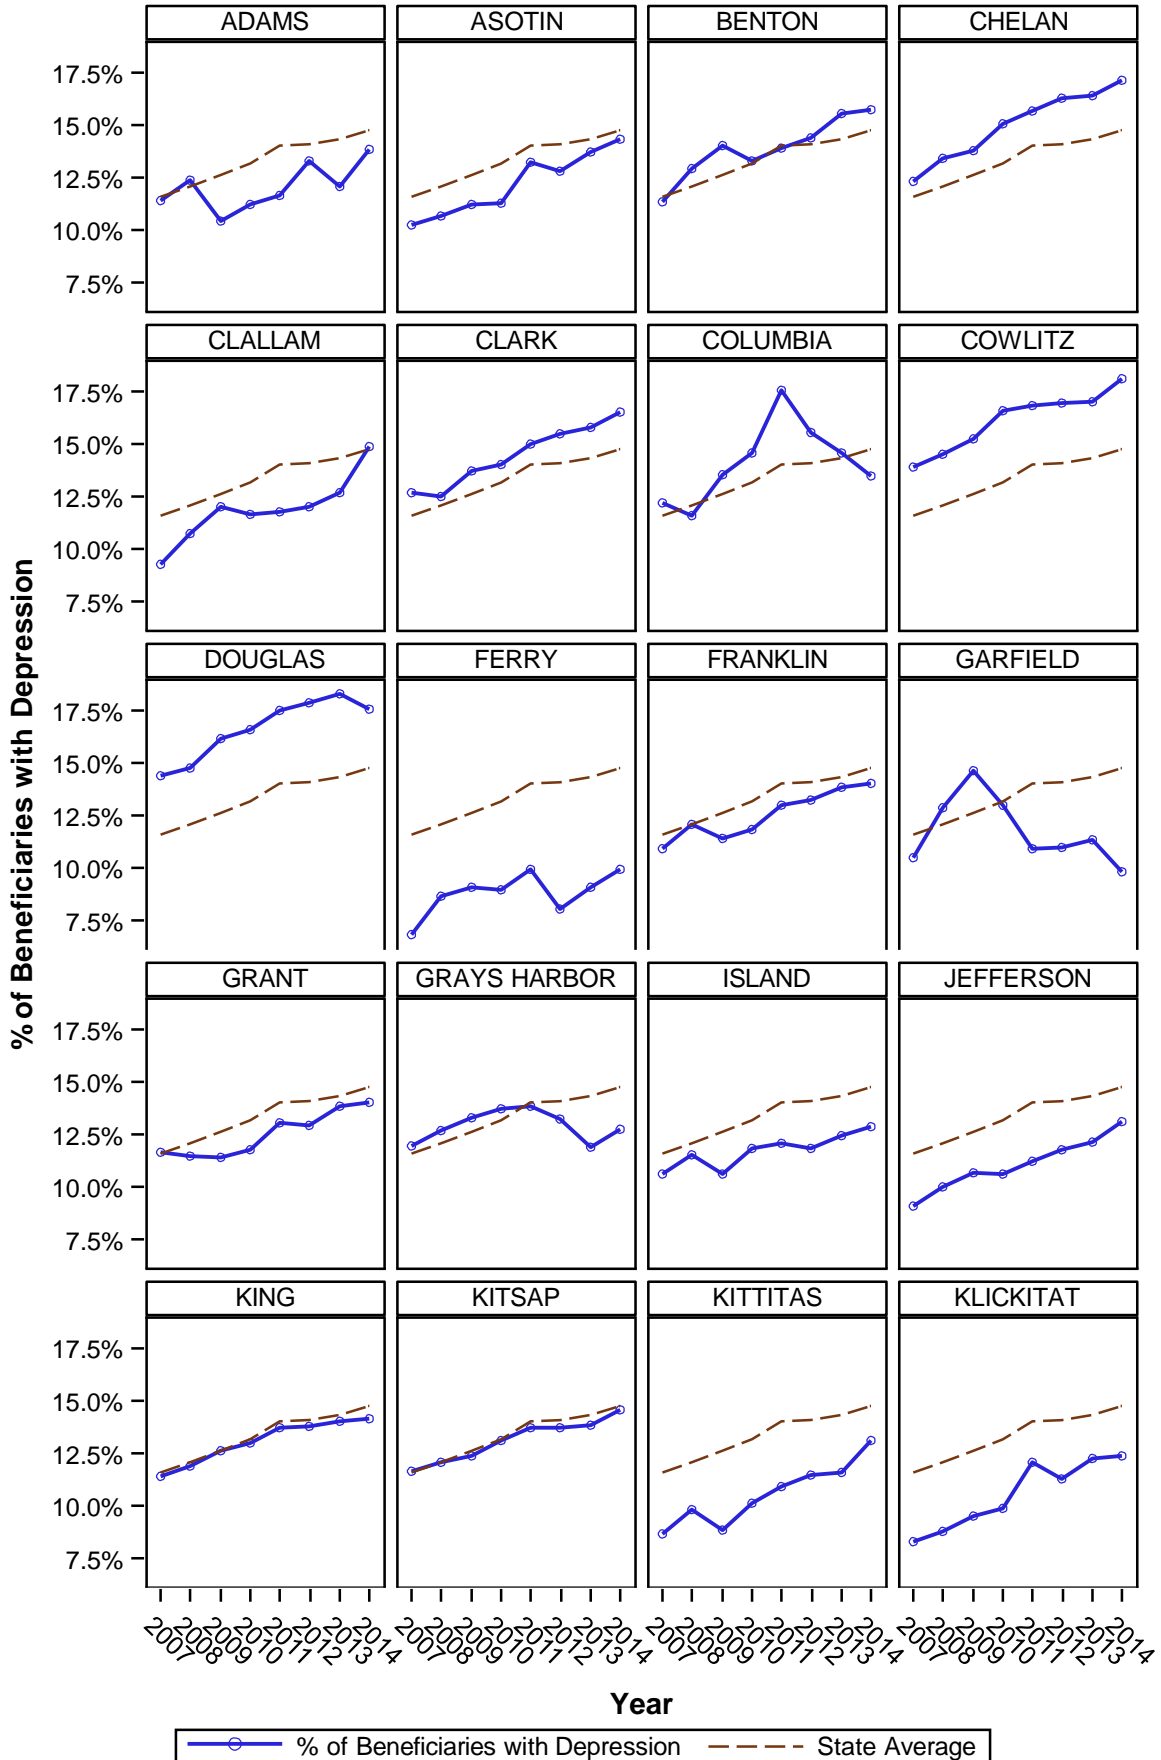 ADAMS ASOTIN BENTON CHELAN
17.5%
15.0%
12.5%
10.0%
7.5%
CLALLAM CLARK COLUMBIA COWLITZ
17.5%
15.0%
12.5%
10.0%
7.5%
% of Beneficiaries with Depression
DOUGLAS FERRY FRANKLIN GARFIELD
17.5%
15.0%
12.5%
10.0%
7.5%
GRANT GRAYS HARBOR ISLAND JEFFERSON
17.5%
15.0%
12.5%
10.0%
7.5%
KING KITSAP KITTITAS KLICKITAT
17.5%
15.0%
12.5%
10.0%
7.5%
2007 2008 2009 2010 2011 2012 2013 2014 2007 2008 2009 2010 2011 2012 2013 2014 2007 2008 2009 2010 2011 2012 2013 2014 2007 2008 2009 2010 2011 2012 2013 2014
Year
% of Beneficiaries with Depression State Average